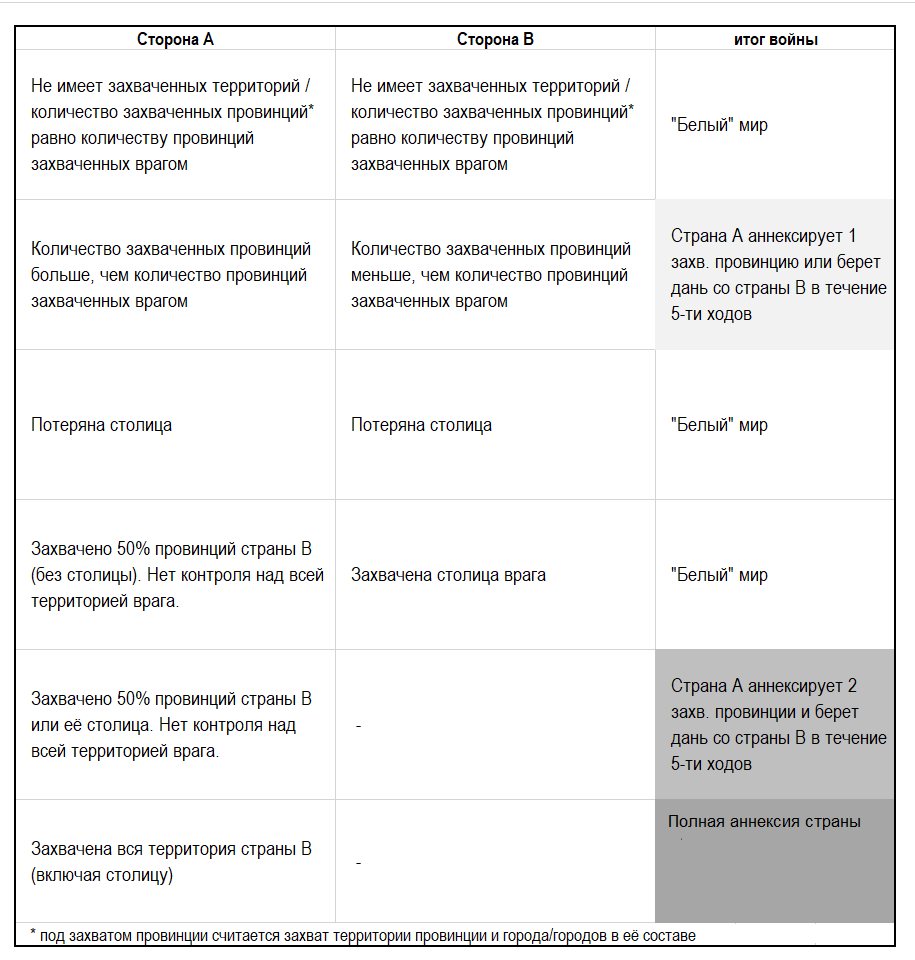 Сторона А
Сторона В
итог войны
Не имеет захваченных территорий /
количество захваченных провинций*
равно количеству провинций
захваченных врагом
Не имеет захваченных территорий /
количество захваченных провинций*
равно количеству провинций
захваченных врагом
"Белый" мир
Количество захваченных провинций
больше, чем количество провинций
захваченных врагом
Количество захваченных провинций
меньше, чем количество провинций
захваченных врагом
Страна А аннексирует 1
захв. провинцию или берет
дань со страны В в течение
5-ти ходов
Потеряна столица
Потеряна столица
"Белый" мир
Захвачено 50% провинций страны В
(без столицы). Нет контроля над всей
территорией врага.
Захвачена столица врага
"Белый" мир
Захвачено 50% провинций страны В
или её столица. Нет контроля над
всей территорией врага.
-
Страна А аннексирует 2
захв. провинции и берет
дань со страны В в течение
5-ти ходов
Захвачена вся территория страны В
(включая столицу)
-
Полная аннексия страны
* под захватом провинции считается захват территории провинции и города/городов в её составе